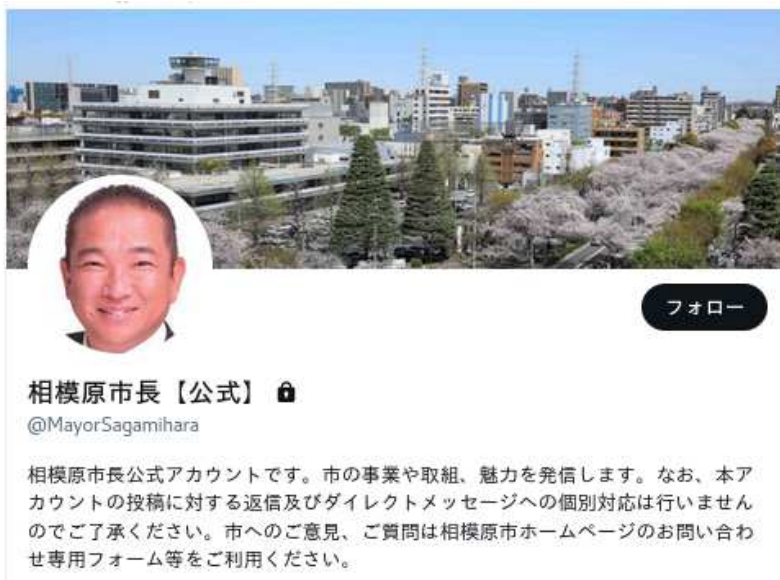 フォロー
相模原市長【公式】
@MayorSagamihara
相模原市長公式アカウントです。市の事業や取組、魅力を発信します。なお、本ア
カウントの投稿に対する返信及びダイレクトメッセージへの個別対応は行いません
のでご了承ください。市へのご意見、ご質問は相模原市ホームページのお問い合わ
せ専用フォーム等をご利用ください。